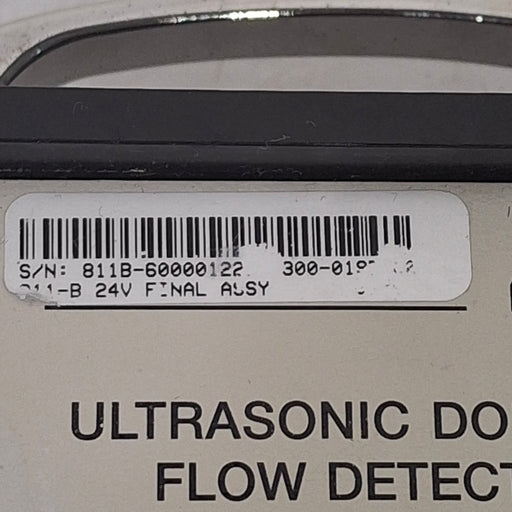 S/N: 811B-60000122
-B 24V FINAL ASSY
ULTRASONIC DO
FLOW DETECT